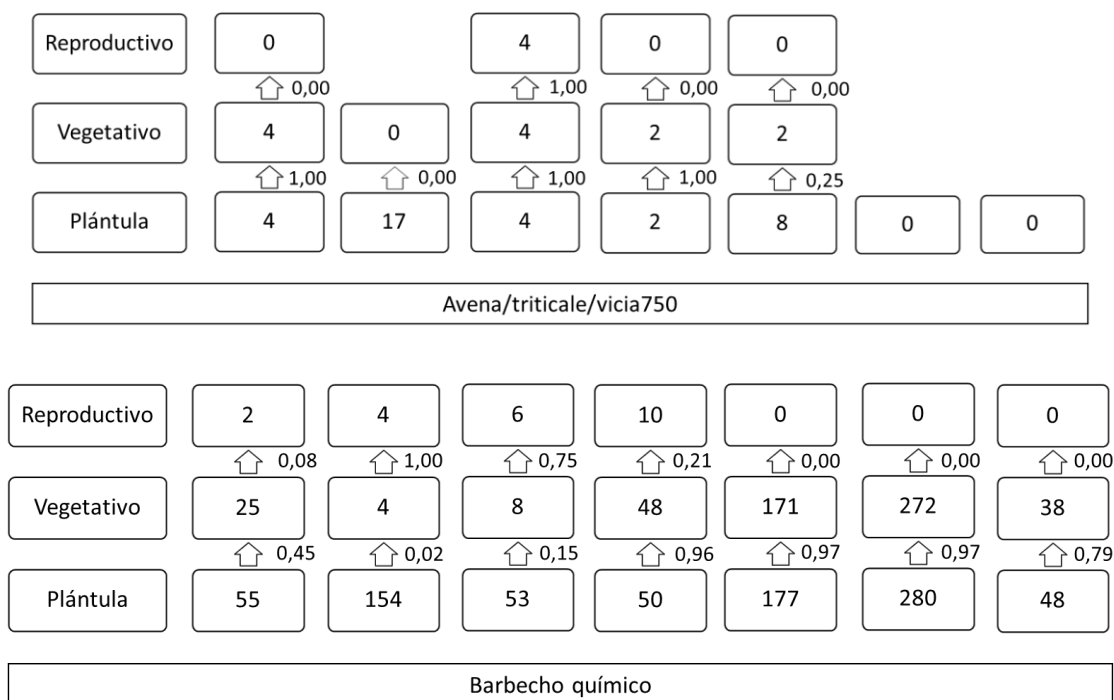 Reproductivo 0 4 0 0
0,00 1,00 0,00 0,00
Vegetativo 4 0 4 2 2
1,00 0,00 1,00 1,00 0,25
Plántula 4 17 4 2 8 0 0
Avena/triticale/vicia750
Reproductivo 2 4 6 10 0 0 0
0,08 1,00 0,75 0,21 0,00 0,00 0,00
Vegetativo 25 4 8 48 171 272 38
0,45 0,02 0,15 0,96 0,97 0,97 0,79
Plántula 55 154 53 50 177 280 48
Barbecho químico